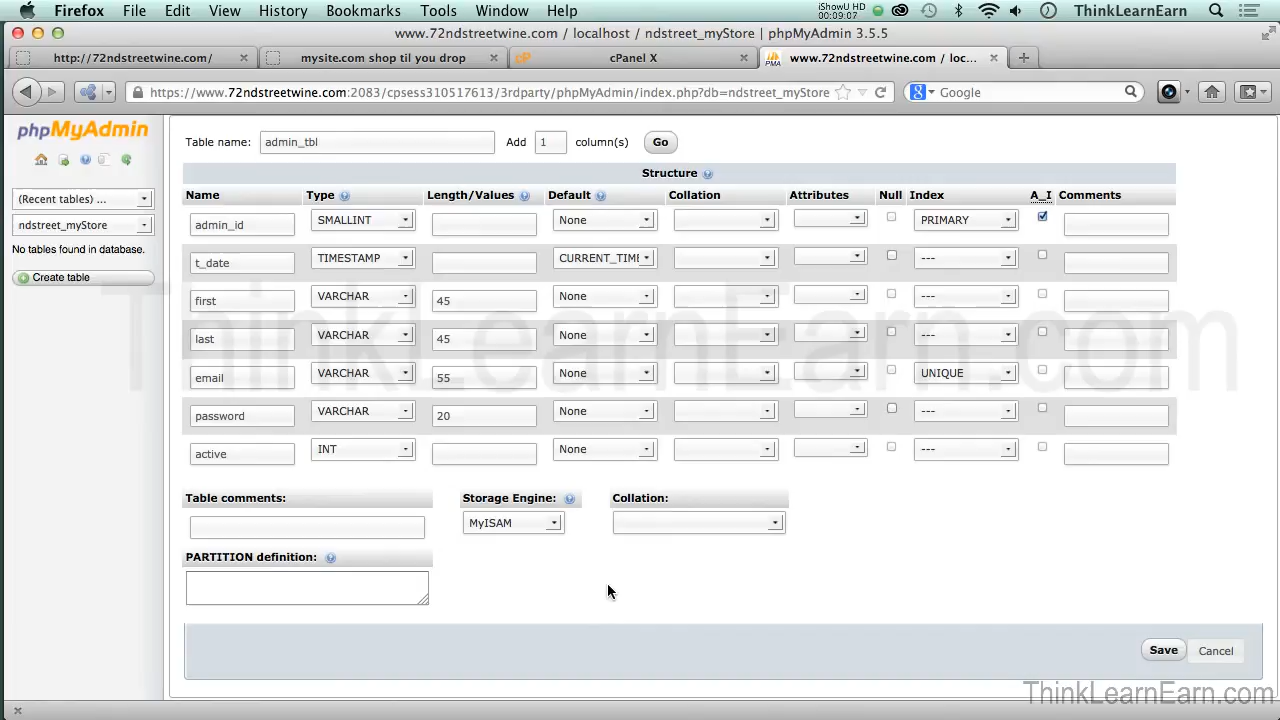 Firefox File Edit View History Bookmarks Tools Window Help iShowU HD 00:09:07 ThinkLearnEarn
www.72ndstreetwine.com / localhost / ndstreet_myStore | phpMyAdmin 3.5.5
http://72ndstreetwine.com/ mysite.com shop til you drop cP cPanel X PMA www.72ndstreetwine.com / loc...
https://www.72ndstreetwine.com:2083/cpsess310517613/3rdparty/phpMyAdmin/index.php?db=ndstreet_myStore Google
phpMyAdmin
(Recent tables) ...
ndstreet_myStore
No tables found in database.
Create table
Table name: admin_tbl Add 1 column(s) Go
Structure
Name Type Length/Values Default Collation Attributes Null Index A_I Comments
admin_id SMALLINT None PRIMARY
t_date TIMESTAMP CURRENT_TIME ---
first VARCHAR 45 None ---
last VARCHAR 45 None ---
email VARCHAR 55 None UNIQUE
password VARCHAR 20 None ---
active INT None ---
ThinkLearnEarn.com
Table comments: Storage Engine: Collation:
MyISAM
PARTITION definition:
Save Cancel
ThinkLearnEarn.com